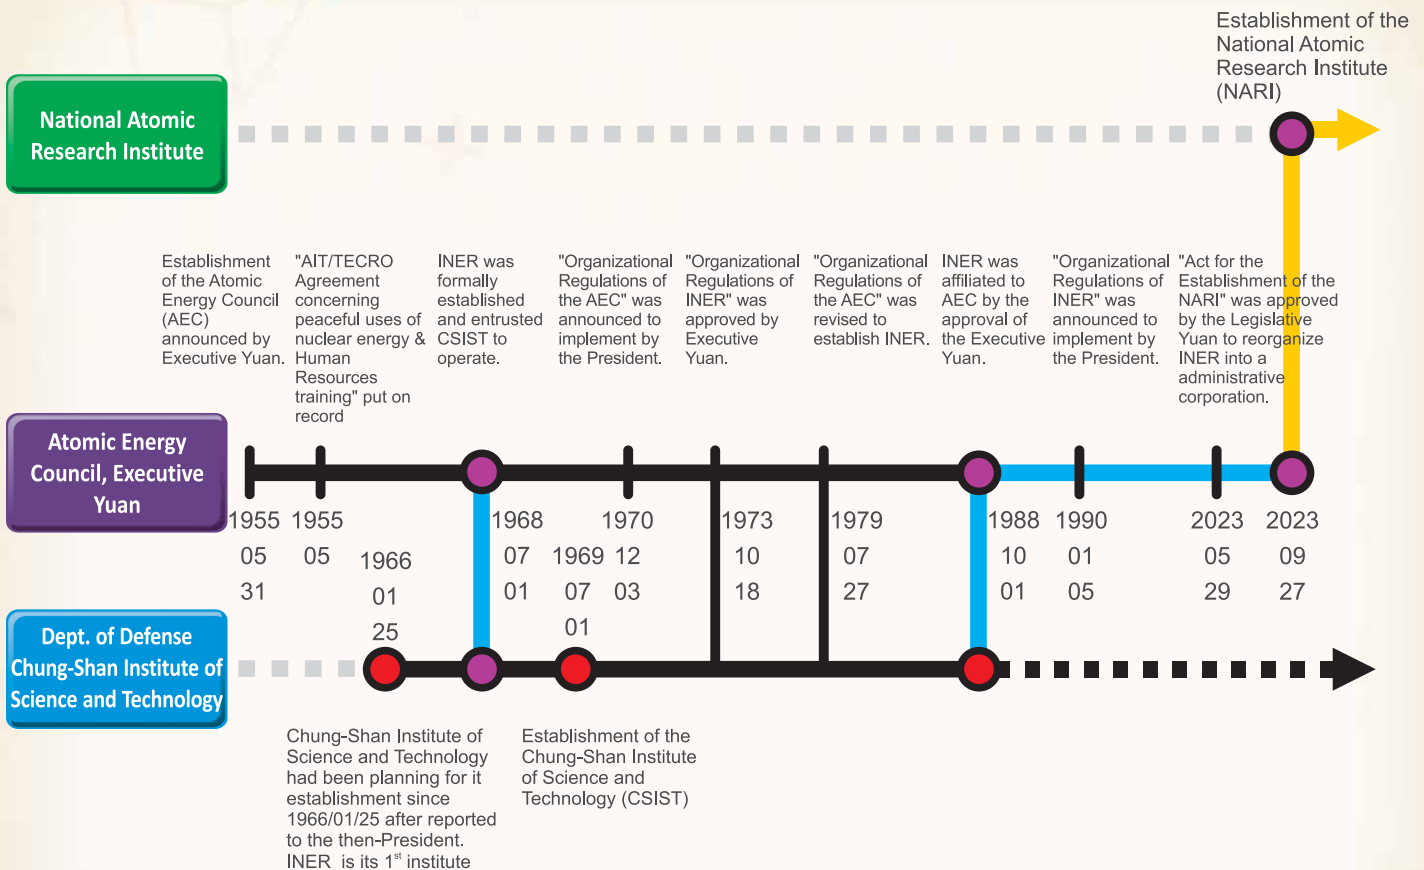 Establishment of the
National Atomic
Research Institute
(NARI)
National Atomic
Research Institute
Establishment
of the Atomic
Energy Council
(AEC)
announced by
Executive Yuan.
"AIT/TECRO
Agreement
concerning
peaceful uses of
nuclear energy &
Human
Resources
training" put on
record
INER was
formally
established
and entrusted
CSIST to
operate.
"Organizational
Regulations of
the AEC" was
announced to
implement by
the President.
"Organizational
Regulations of
INER" was
approved by
Executive
Yuan.
"Organizational
Regulations of
the AEC" was
revised to
establish INER.
INER was
affiliated to
AEC by the
approval of
the Executive
Yuan.
"Organizational
Regulations of
INER" was
announced to
implement by
the President.
"Act for the
Establishment of the
NARI" was approved
by the Legislative
Yuan to reorganize
INER into a
administrative
corporation.
Atomic Energy
Council, Executive
Yuan
1955
05
31
1955
05
1966
01
25
1968
07
01
1969
07
01
1970
12
03
1973
10
18
1979
07
27
1988
10
01
1990
01
05
2023
05
29
2023
09
27
Dept. of Defense
Chung-Shan Institute of
Science and Technology
Chung-Shan Institute of
Science and Technology
had been planning for it
establishment since
1966/01/25 after reported
to the then-President.
INER is its 1st institute
Establishment of the
Chung-Shan Institute
of Science and
Technology (CSIST)